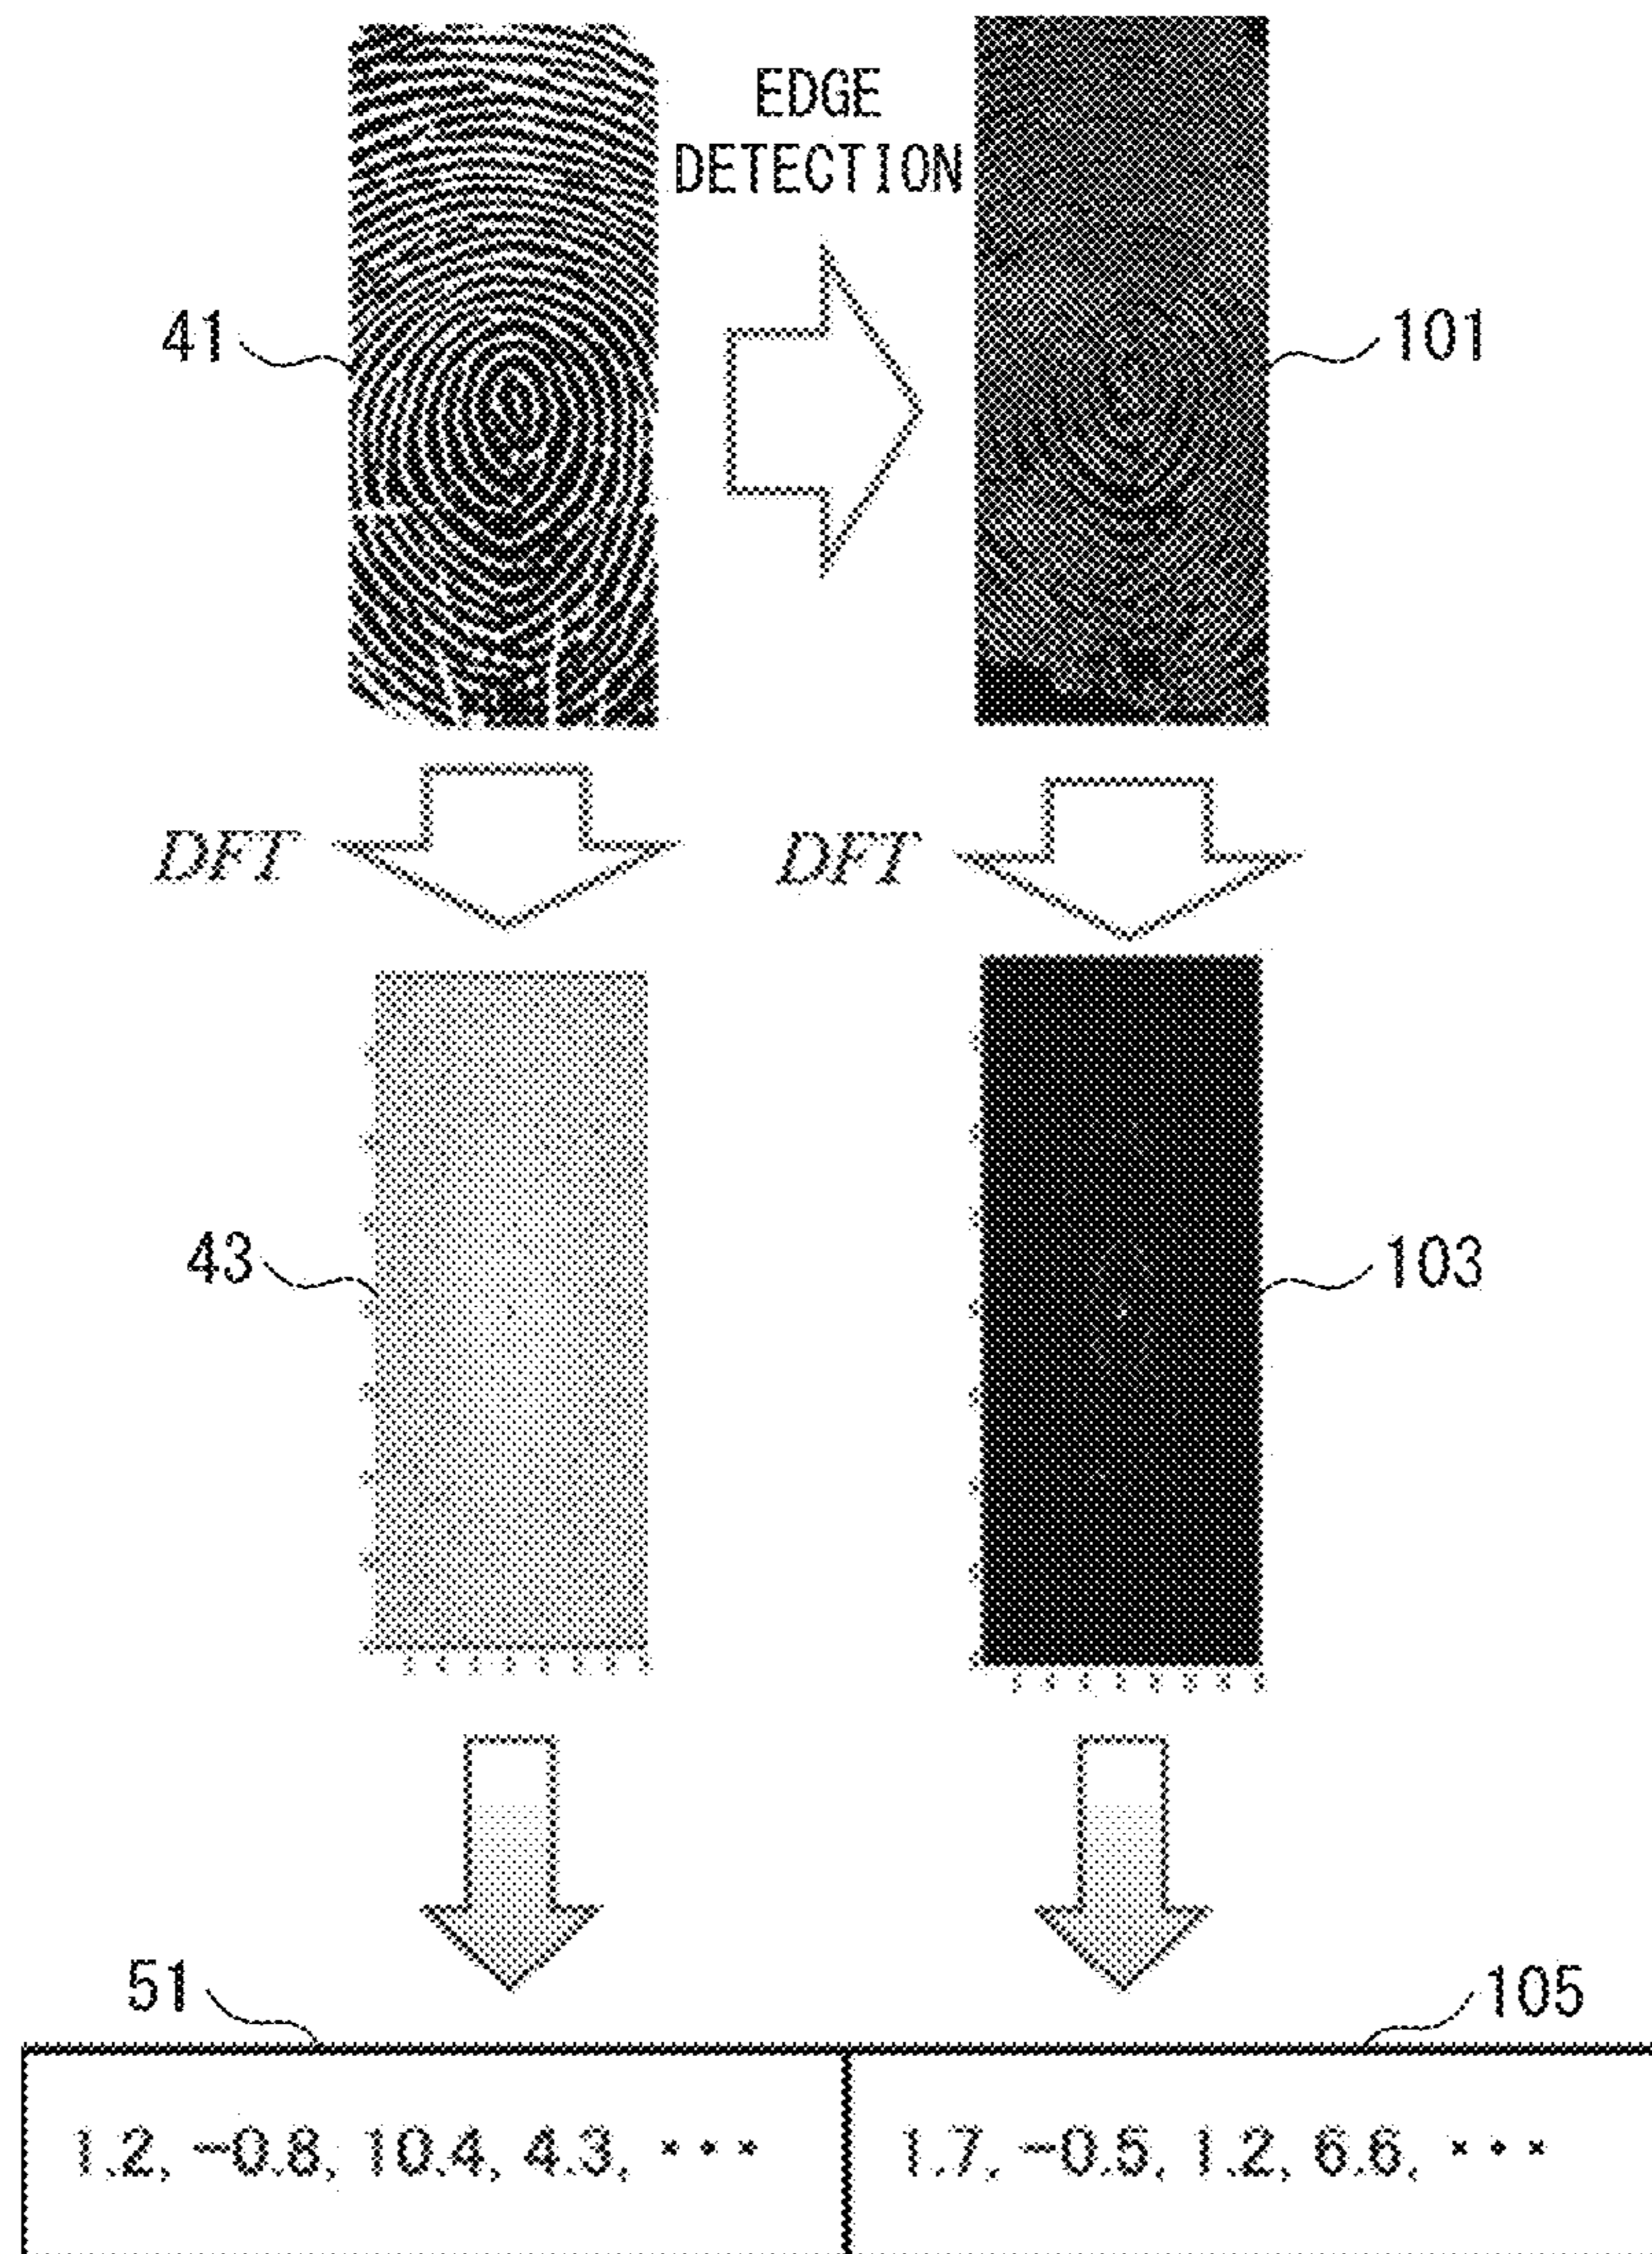 EDGE
DETECTION
41
101
DFT
DFT
43
103
51
105
1.2, -0.8, 10.4, 4.3, ･･･
1.7, -0.5, 1.2, 6.6, ･･･